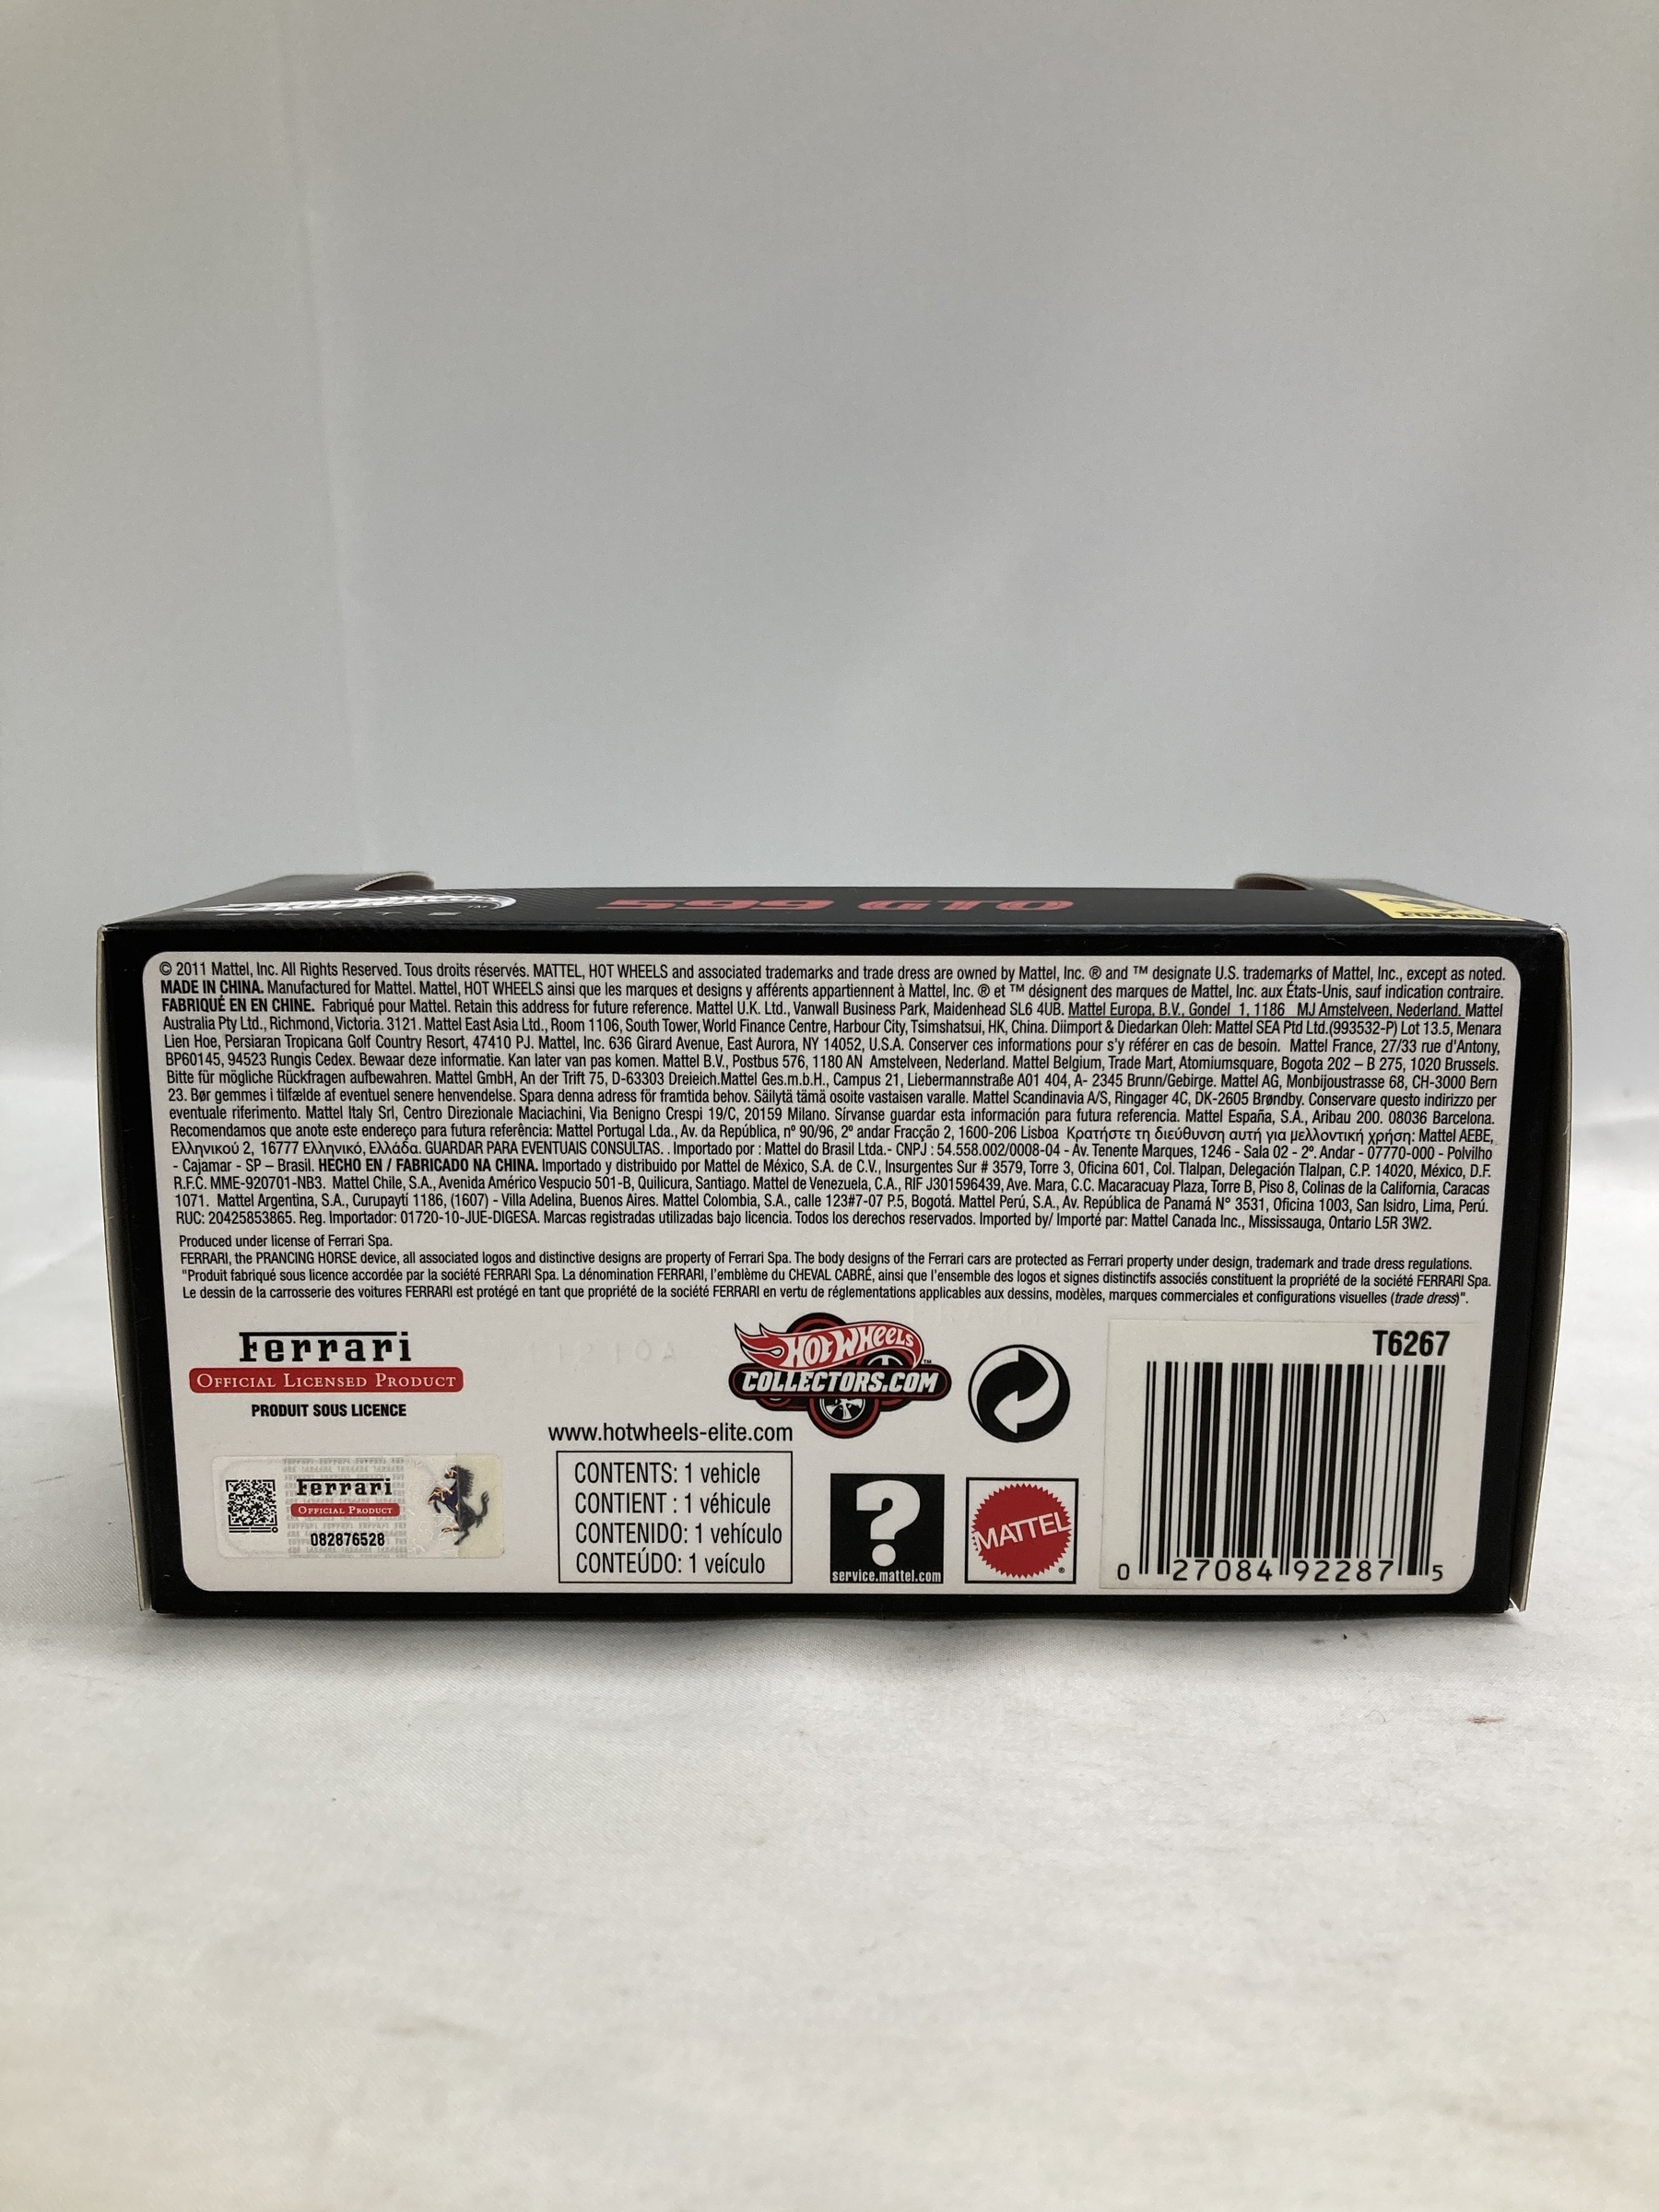 ELITE ™
599 GTO
Ferrari
© 2011 Mattel, Inc. All Rights Reserved. Tous droits réservés. MATTEL, HOT WHEELS and associated trademarks and trade dress are owned by Mattel, Inc. ® and ™ designate U.S. trademarks of Mattel, Inc., except as noted.
MADE IN CHINA. Manufactured for Mattel. Mattel, HOT WHEELS ainsi que les marques et designs y afférents appartiennent à Mattel, Inc. ® et ™ désignent des marques de Mattel, Inc. aux États-Unis, sauf indication contraire.
FABRIQUÉ EN EN CHINE. Fabriqué pour Mattel. Retain this address for future reference. Mattel U.K. Ltd., Vanwall Business Park, Maidenhead SL6 4UB. Mattel Europa, B.V., Gondel 1, 1186 MJ Amstelveen, Nederland. Mattel
Australia Pty Ltd., Richmond, Victoria. 3121. Mattel East Asia Ltd., Room 1106, South Tower, World Finance Centre, Harbour City, Tsimshatsui, HK, China. Diimport & Diedarkan Oleh: Mattel SEA Ptd Ltd.(993532-P) Lot 13.5, Menara
Lien Hoe, Persiaran Tropicana Golf Country Resort, 47410 PJ. Mattel, Inc. 636 Girard Avenue, East Aurora, NY 14052, U.S.A. Conserver ces informations pour s'y référer en cas de besoin. Mattel France, 27/33 rue d'Antony,
BP60145, 94523 Rungis Cedex. Bewaar deze informatie. Kan later van pas komen. Mattel B.V., Postbus 576, 1180 AN Amstelveen, Nederland. Mattel Belgium, Trade Mart, Atomiumsquare, Bogota 202 – B 275, 1020 Brussels.
Bitte für mögliche Rückfragen aufbewahren. Mattel GmbH, An der Trift 75, D-63303 Dreieich.Mattel Ges.m.b.H., Campus 21, Liebermannstraße A01 404, A- 2345 Brunn/Gebirge. Mattel AG, Monbijoustrasse 68, CH-3000 Bern
23. Bør gemmes i tilfælde af eventuel senere henvendelse. Spara denna adress för framtida behov. Säilytä tämä osoite vastaisen varalle. Mattel Scandinavia A/S, Ringager 4C, DK-2605 Brøndby. Conservare questo indirizzo per
eventuale riferimento. Mattel Italy Srl, Centro Direzionale Maciachini, Via Benigno Crespi 19/C, 20159 Milano. Sírvanse guardar esta información para futura referencia. Mattel España, S.A., Aribau 200. 08036 Barcelona.
Recomendamos que anote este endereço para futura referência: Mattel Portugal Lda., Av. da República, nº 90/96, 2º andar Fracção 2, 1600-206 Lisboa Κρατήστε τη διεύθυνση αυτή για μελλοντική χρήση: Mattel AEBE,
Ελληνικού 2, 16777 Ελληνικό, Ελλάδα. GUARDAR PARA EVENTUAIS CONSULTAS. . Importado por : Mattel do Brasil Ltda.- CNPJ : 54.558.002/0008-04 - Av. Tenente Marques, 1246 - Sala 02 - 2º. Andar - 07770-000 - Polvilho
- Cajamar - SP – Brasil. HECHO EN / FABRICADO NA CHINA. Importado y distribuido por Mattel de México, S.A. de C.V., Insurgentes Sur # 3579, Torre 3, Oficina 601, Col. Tlalpan, Delegación Tlalpan, C.P. 14020, México, D.F.
R.F.C. MME-920701-NB3. Mattel Chile, S.A., Avenida Américo Vespucio 501-B, Quilicura, Santiago. Mattel de Venezuela, C.A., RIF J301596439, Ave. Mara, C.C. Macaracuay Plaza, Torre B, Piso 8, Colinas de la California, Caracas
1071. Mattel Argentina, S.A., Curupaytí 1186, (1607) - Villa Adelina, Buenos Aires. Mattel Colombia, S.A., calle 123#7-07 P.5, Bogotá. Mattel Perú, S.A., Av. República de Panamá N° 3531, Oficina 1003, San Isidro, Lima, Perú.
RUC: 20425853865. Reg. Importador: 01720-10-JUE-DIGESA. Marcas registradas utilizadas bajo licencia. Todos los derechos reservados. Imported by/ Importé par: Mattel Canada Inc., Mississauga, Ontario L5R 3W2.
Produced under license of Ferrari Spa.
FERRARI, the PRANCING HORSE device, all associated logos and distinctive designs are property of Ferrari Spa. The body designs of the Ferrari cars are protected as Ferrari property under design, trademark and trade dress regulations.
"Produit fabriqué sous licence accordée par la société FERRARI Spa. La dénomination FERRARI, l'emblème du CHEVAL CABRÉ, ainsi que l'ensemble des logos et signes distinctifs associés constituent la propriété de la société FERRARI Spa.
Le dessin de la carrosserie des voitures FERRARI est protégé en tant que propriété de la société FERRARI en vertu de réglementations applicables aux dessins, modèles, marques commerciales et configurations visuelles (trade dress)".
Ferrari
OFFICIAL LICENSED PRODUCT
PRODUIT SOUS LICENCE
Ferrari
OFFICIAL PRODUCT
082876528
HOT WHEELS ™
COLLECTORS.COM
www.hotwheels-elite.com
CONTENTS: 1 vehicle
CONTIENT : 1 véhicule
CONTENIDO: 1 vehículo
CONTEÚDO: 1 veículo
?
service.mattel.com
MATTEL ®
T6267
0 27084 92287 5